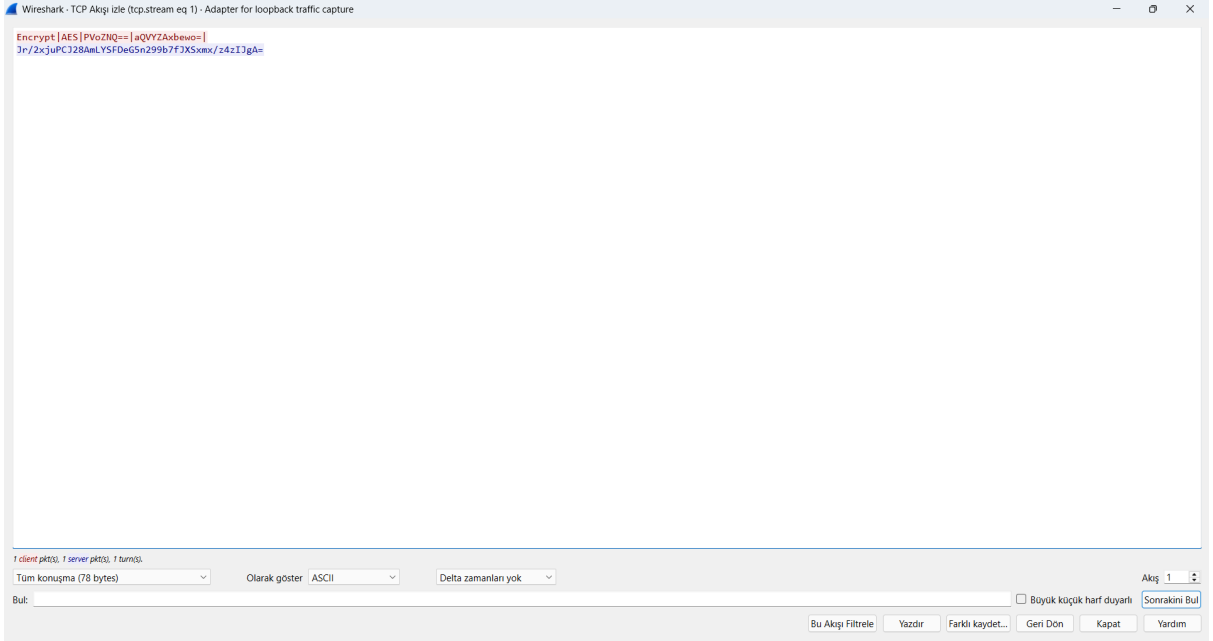 Wireshark · TCP Akışı izle (tcp.stream eq 1) · Adapter for loopback traffic capture
Encrypt|AES|PVoZNQ==|aQVYZAxbewo=|
Jr/2xjuPCJ28AmLYSFDeG5n299b7fJXSxmx/z4zIJgA=
1 client pkt(s), 1 server pkt(s), 1 turn(s).
Tüm konuşma (78 bytes) Olarak göster ASCII Delta zamanları yok Akış 1
Bul: Büyük küçük harf duyarlı Sonrakini Bul
Bu Akışı Filtrele Yazdır Farklı kaydet... Geri Dön Kapat Yardım